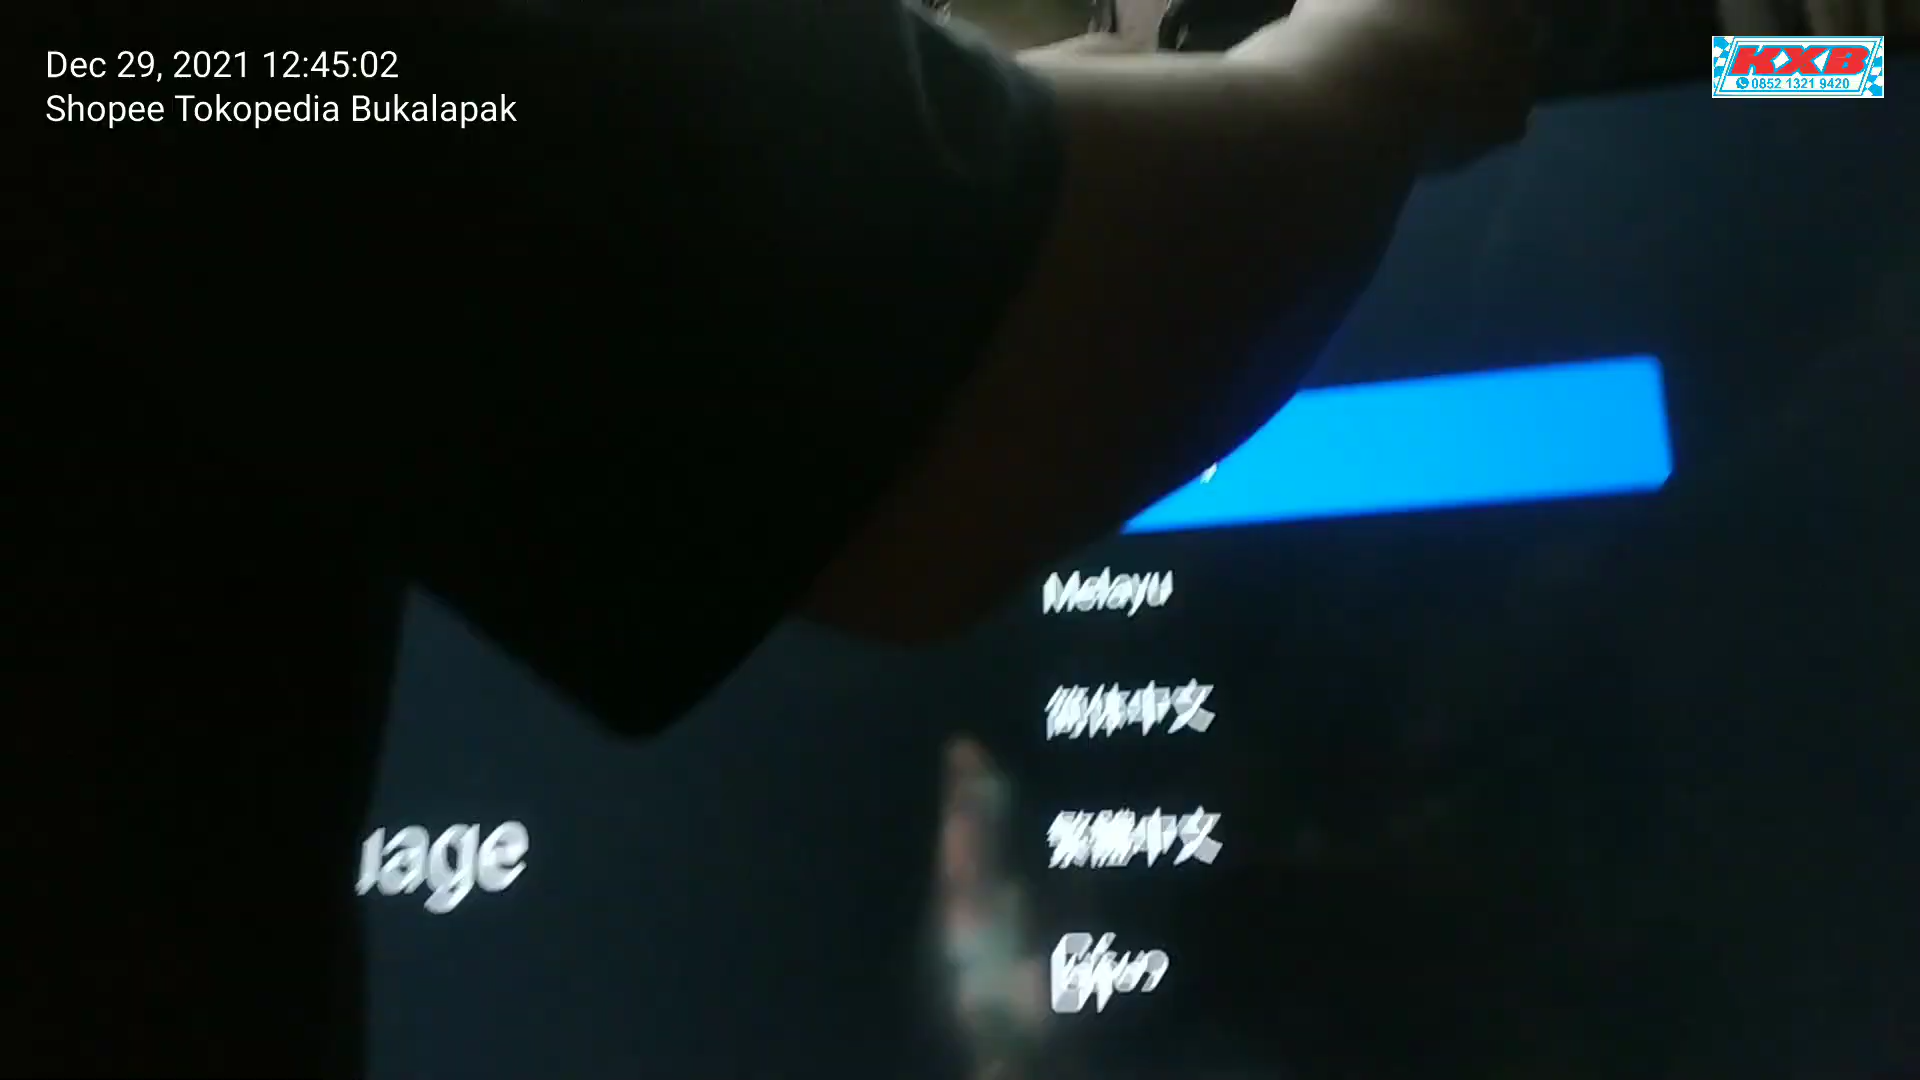 Dec 29, 2021 12:45:02
Shopee Tokopedia Bukalapak
KXB
0852 1321 9420
Melayu
简体中文
繁體中文
uage